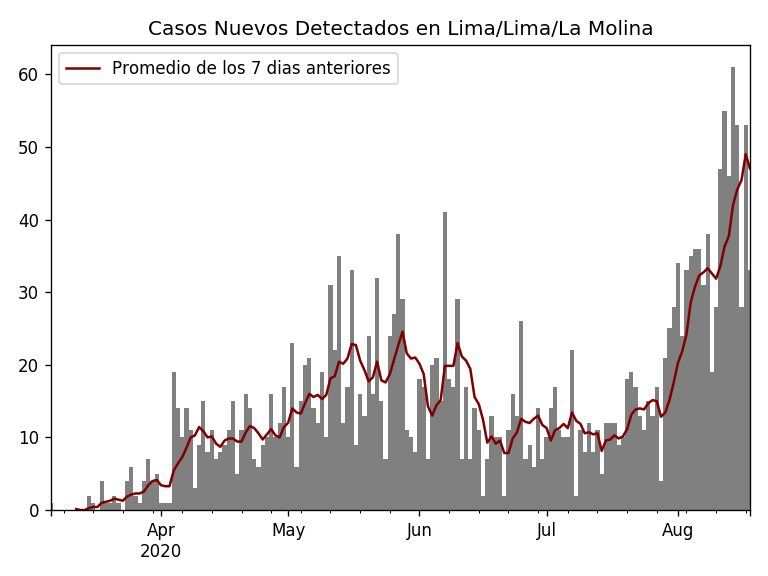 Casos Nuevos Detectados en Lima/Lima/La Molina
Promedio de los 7 dias anteriores
60
50
40
30
20
10
0
Apr May Jun Jul Aug
2020